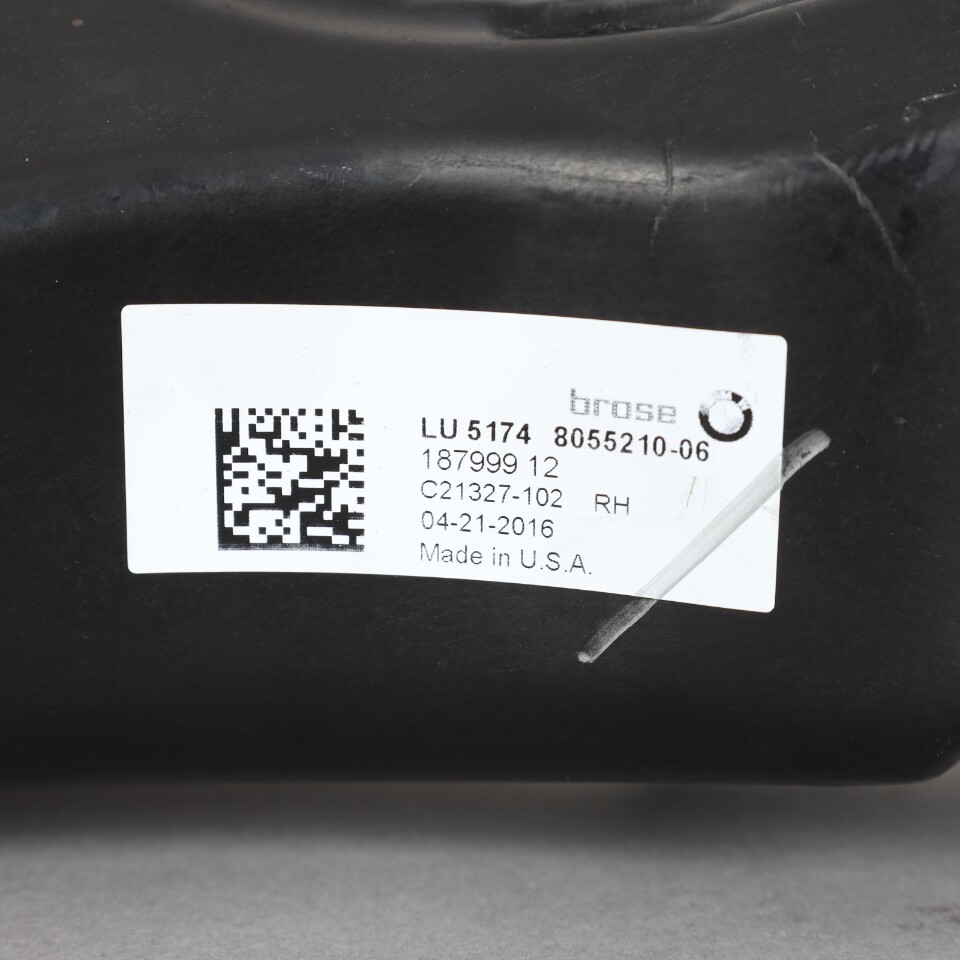 brose
LU 5174 8055210-06
187999 12
C21327-102 RH
04-21-2016
Made in U.S.A.